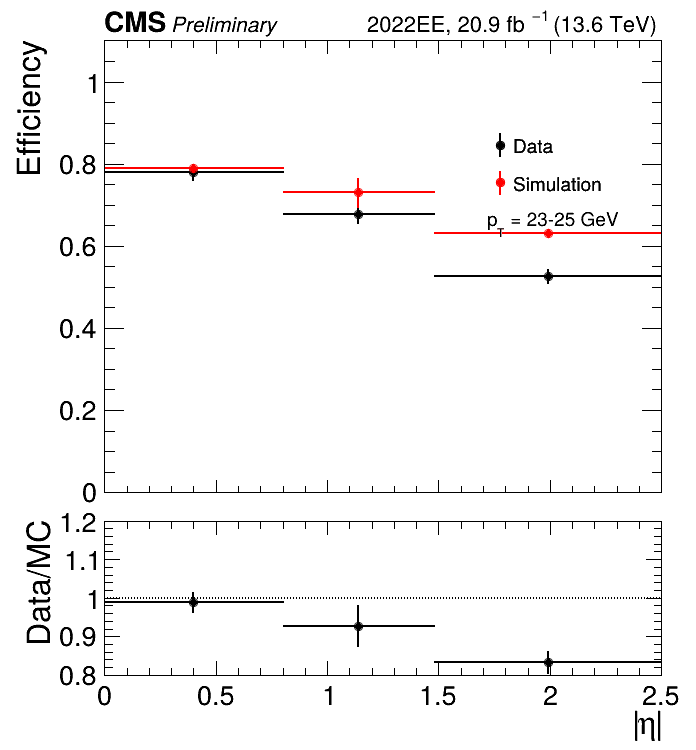 CMS Preliminary 2022EE, 20.9 fb⁻¹ (13.6 TeV)
Efficiency
1
0.8
0.6
0.4
0.2
0
Data
Simulation
p_T = 23-25 GeV
Data/MC
1.2
1.1
1
0.9
0.8
0 0.5 1 1.5 2 2.5
|η|